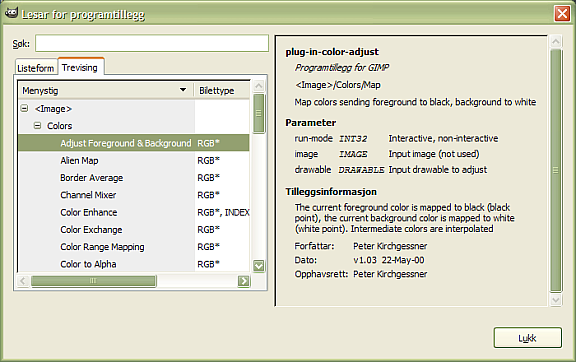 Lesar for programtillegg
Søk:
Listeform Trevising
Menystig Bilettype
<Image>
Colors
Adjust Foreground & Background RGB*
Alien Map RGB*
Border Average RGB*
Channel Mixer RGB*
Color Enhance RGB*, INDEX
Color Exchange RGB*
Color Range Mapping RGB*
Color to Alpha RGB*
plug-in-color-adjust
Programtillegg for GIMP
<Image>/Colors/Map
Map colors sending foreground to black, background to white
Parameter
run-mode INT32 Interactive, non-interactive
image IMAGE Input image (not used)
drawable DRAWABLE Input drawable to adjust
Tilleggsinformasjon
The current foreground color is mapped to black (black
point), the current background color is mapped to white
(white point). Intermediate colors are interpolated
Forfattar: Peter Kirchgessner
Dato: v1.03 22-May-00
Opphavsrett: Peter Kirchgessner
Lukk